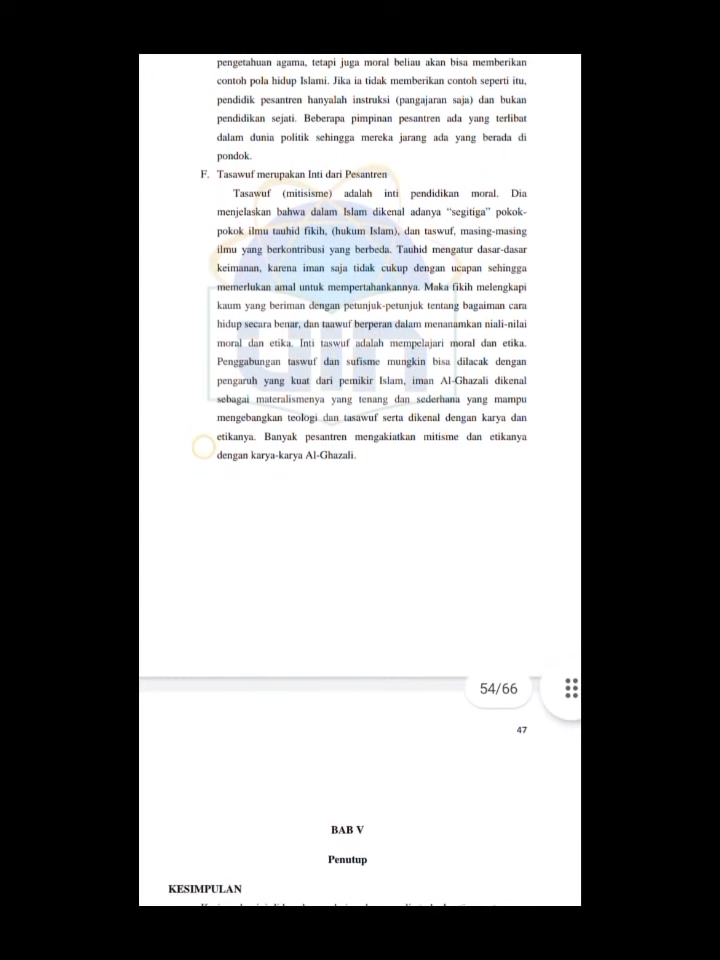 pengetahuan agama, tetapi juga moral beliau akan bisa memberikan
contoh pola hidup Islami. Jika ia tidak memberikan contoh seperti itu,
pendidik pesantren hanyalah instruksi (pangajaran saja) dan bukan
pendidikan sejati. Beberapa pimpinan pesantren ada yang terlibat
dalam dunia politik sehingga mereka jarang ada yang berada di
pondok.
F. Tasawuf merupakan Inti dari Pesantren
Tasawuf (mitisisme) adalah inti pendidikan moral. Dia
menjelaskan bahwa dalam Islam dikenal adanya “segitiga” pokok-
pokok ilmu tauhid fikih, (hukum Islam), dan taswuf, masing-masing
ilmu yang berkontribusi yang berbeda. Tauhid mengatur dasar-dasar
keimanan, karena iman saja tidak cukup dengan ucapan sehingga
memerlukan amal untuk mempertahankannya. Maka fikih melengkapi
kaum yang beriman dengan petunjuk-petunjuk tentang bagaiman cara
hidup secara benar, dan taawuf berperan dalam menanamkan niali-nilai
moral dan etika. Inti taswuf adalah mempelajari moral dan etika.
Penggabungan taswuf dan sufisme mungkin bisa dilacak dengan
pengaruh yang kuat dari pemikir Islam, iman Al-Ghazali dikenal
sebagai materalismenya yang tenang dan sederhana yang mampu
mengebangkan teologi dan tasawuf serta dikenal dengan karya dan
etikanya. Banyak pesantren mengakiatkan mitisme dan etikanya
dengan karya-karya Al-Ghazali.
uin
54/66
47
BAB V
Penutup
KESIMPULAN